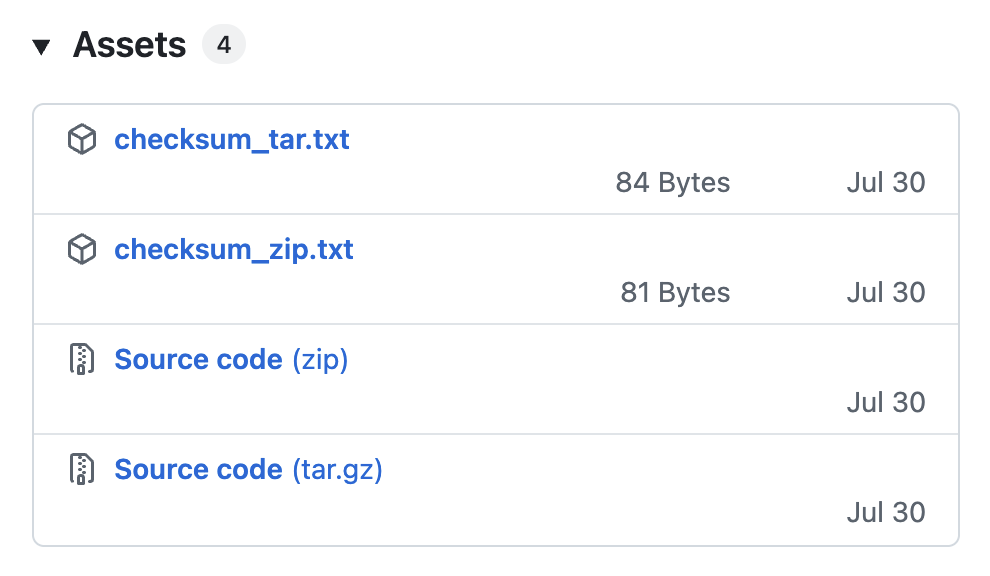 Assets 4
checksum_tar.txt
84 Bytes Jul 30
checksum_zip.txt
81 Bytes Jul 30
Source code (zip)
Jul 30
Source code (tar.gz)
Jul 30